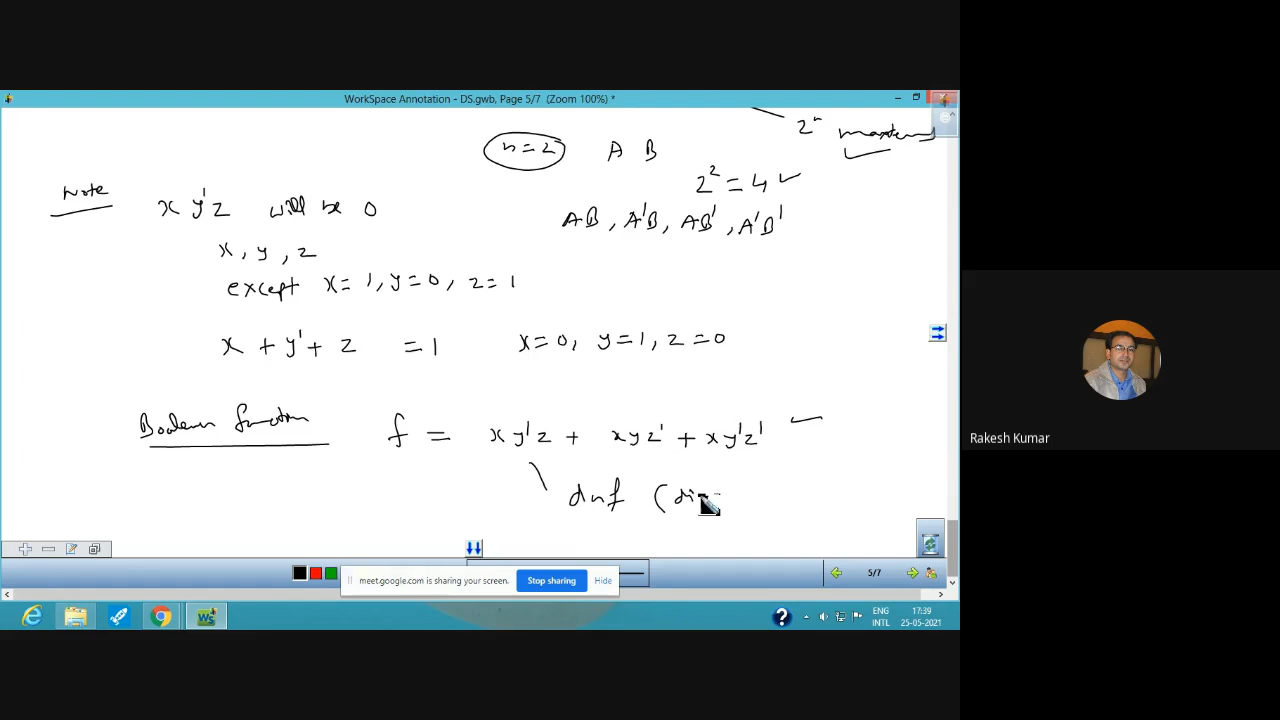 WorkSpace Annotation - DS.gwb, Page 5/7 (Zoom 100%) *
2ⁿ maxterms
n = 2 A B
2² = 4 ✓
Note
x y'z will be 0
AB, A'B, AB', A'B'
x, y, z
except x = 1, y = 0, z = 1
x + y' + z = 1 x = 0, y = 1, z = 0
Boolean function f = x y'z + x y z' + x y'z'
dnf (di
Rakesh Kumar
5/7
meet.google.com is sharing your screen. Stop sharing Hide
ENG
INTL
17:39
25-05-2021